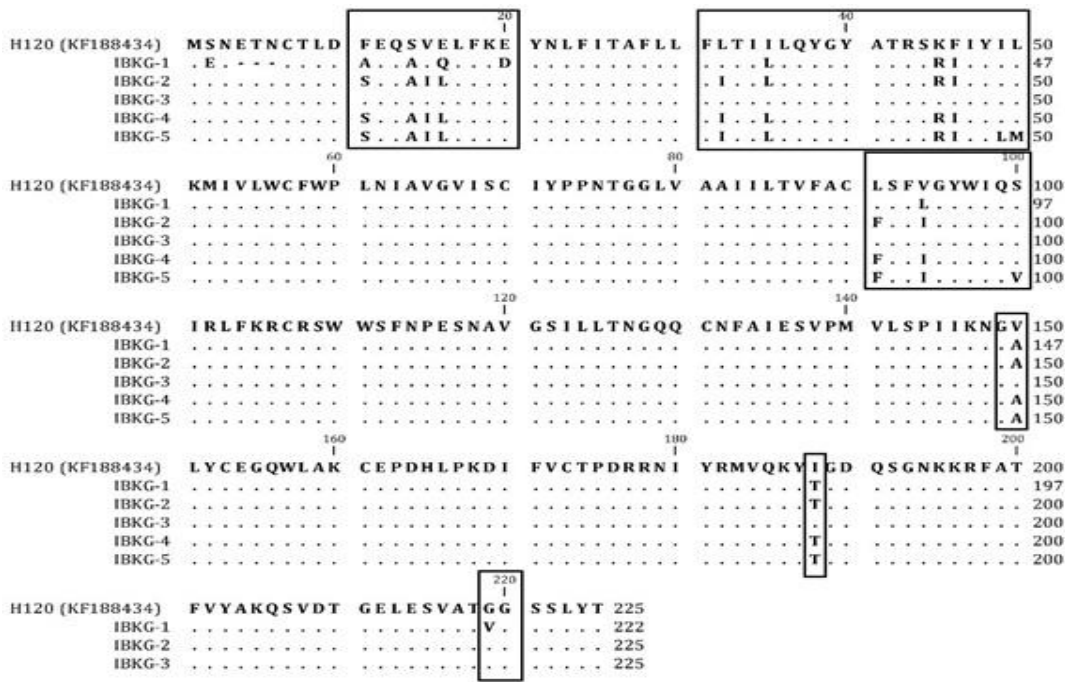 20 40
H120 (KF188434) MSNETNCTLD FEQSVELFKE YNLFITAFLL FLTIILQYGY ATRSKFIYIL 50
IBKG-1 .E.---.... A..A.Q...D .......... ....L..... ....RI.... 47
IBKG-2 .......... S..AIL.... .......... .I..L..... ....RI.... 50
IBKG-3 .......... .......... .......... .......... .......... 50
IBKG-4 .......... S..AIL.... .......... .I..L..... ....RI.... 50
IBKG-5 .......... S..AIL.... .......... .I..L..... ....RI..LM 50
60 80 100
H120 (KF188434) KMIVLWCFWP LNIAVGVISC IYPPNTGGLV AAIILTVFAC LSFVGYWIQS 100
IBKG-1 .......... .......... .......... .......... ...L...... 97
IBKG-2 .......... .......... .......... .......... F..I...... 100
IBKG-3 .......... .......... .......... .......... .......... 100
IBKG-4 .......... .......... .......... .......... F..I...... 100
IBKG-5 .......... .......... .......... .......... F..I.....V 100
120 140
H120 (KF188434) IRLFKRCRSW WSFNPESNAV GSILLTNGQQ CNFAIESVPM VLSPIIKNGV 150
IBKG-1 .......... .......... .......... .......... .........A 147
IBKG-2 .......... .......... .......... .......... .........A 150
IBKG-3 .......... .......... .......... .......... .......... 150
IBKG-4 .......... .......... .......... .......... .........A 150
IBKG-5 .......... .......... .......... .......... .........A 150
160 180 200
H120 (KF188434) LYCEGQWLAK CEPDHLPKDI FVCTPDRRNI YRMVQKYIGD QSGNKKRFAT 200
IBKG-1 .......... .......... .......... .......T.. .......... 197
IBKG-2 .......... .......... .......... .......T.. .......... 200
IBKG-3 .......... .......... .......... .......... .......... 200
IBKG-4 .......... .......... .......... .......T.. .......... 200
IBKG-5 .......... .......... .......... .......T.. .......... 200
220
H120 (KF188434) FVYAKQSVDT GELESVATGG SSLYT 225
IBKG-1 .......... ........V. ...... 222
IBKG-2 .......... .......... ...... 225
IBKG-3 .......... .......... ...... 225